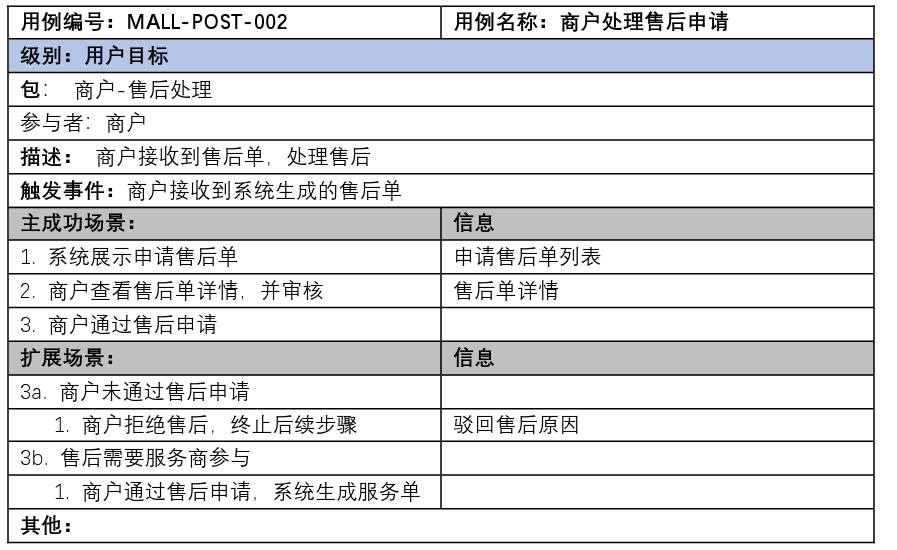 用例编号：MALL-POST-002 用例名称：商户处理售后申请
级别：用户目标
包： 商户-售后处理
参与者：商户
描述： 商户接收到售后单，处理售后
触发事件：商户接收到系统生成的售后单
主成功场景： 信息
1. 系统展示申请售后单 申请售后单列表
2. 商户查看售后单详情，并审核 售后单详情
3. 商户通过售后申请
扩展场景： 信息
3a. 商户未通过售后申请
1. 商户拒绝售后，终止后续步骤 驳回售后原因
3b. 售后需要服务商参与
1. 商户通过售后申请，系统生成服务单
其他：